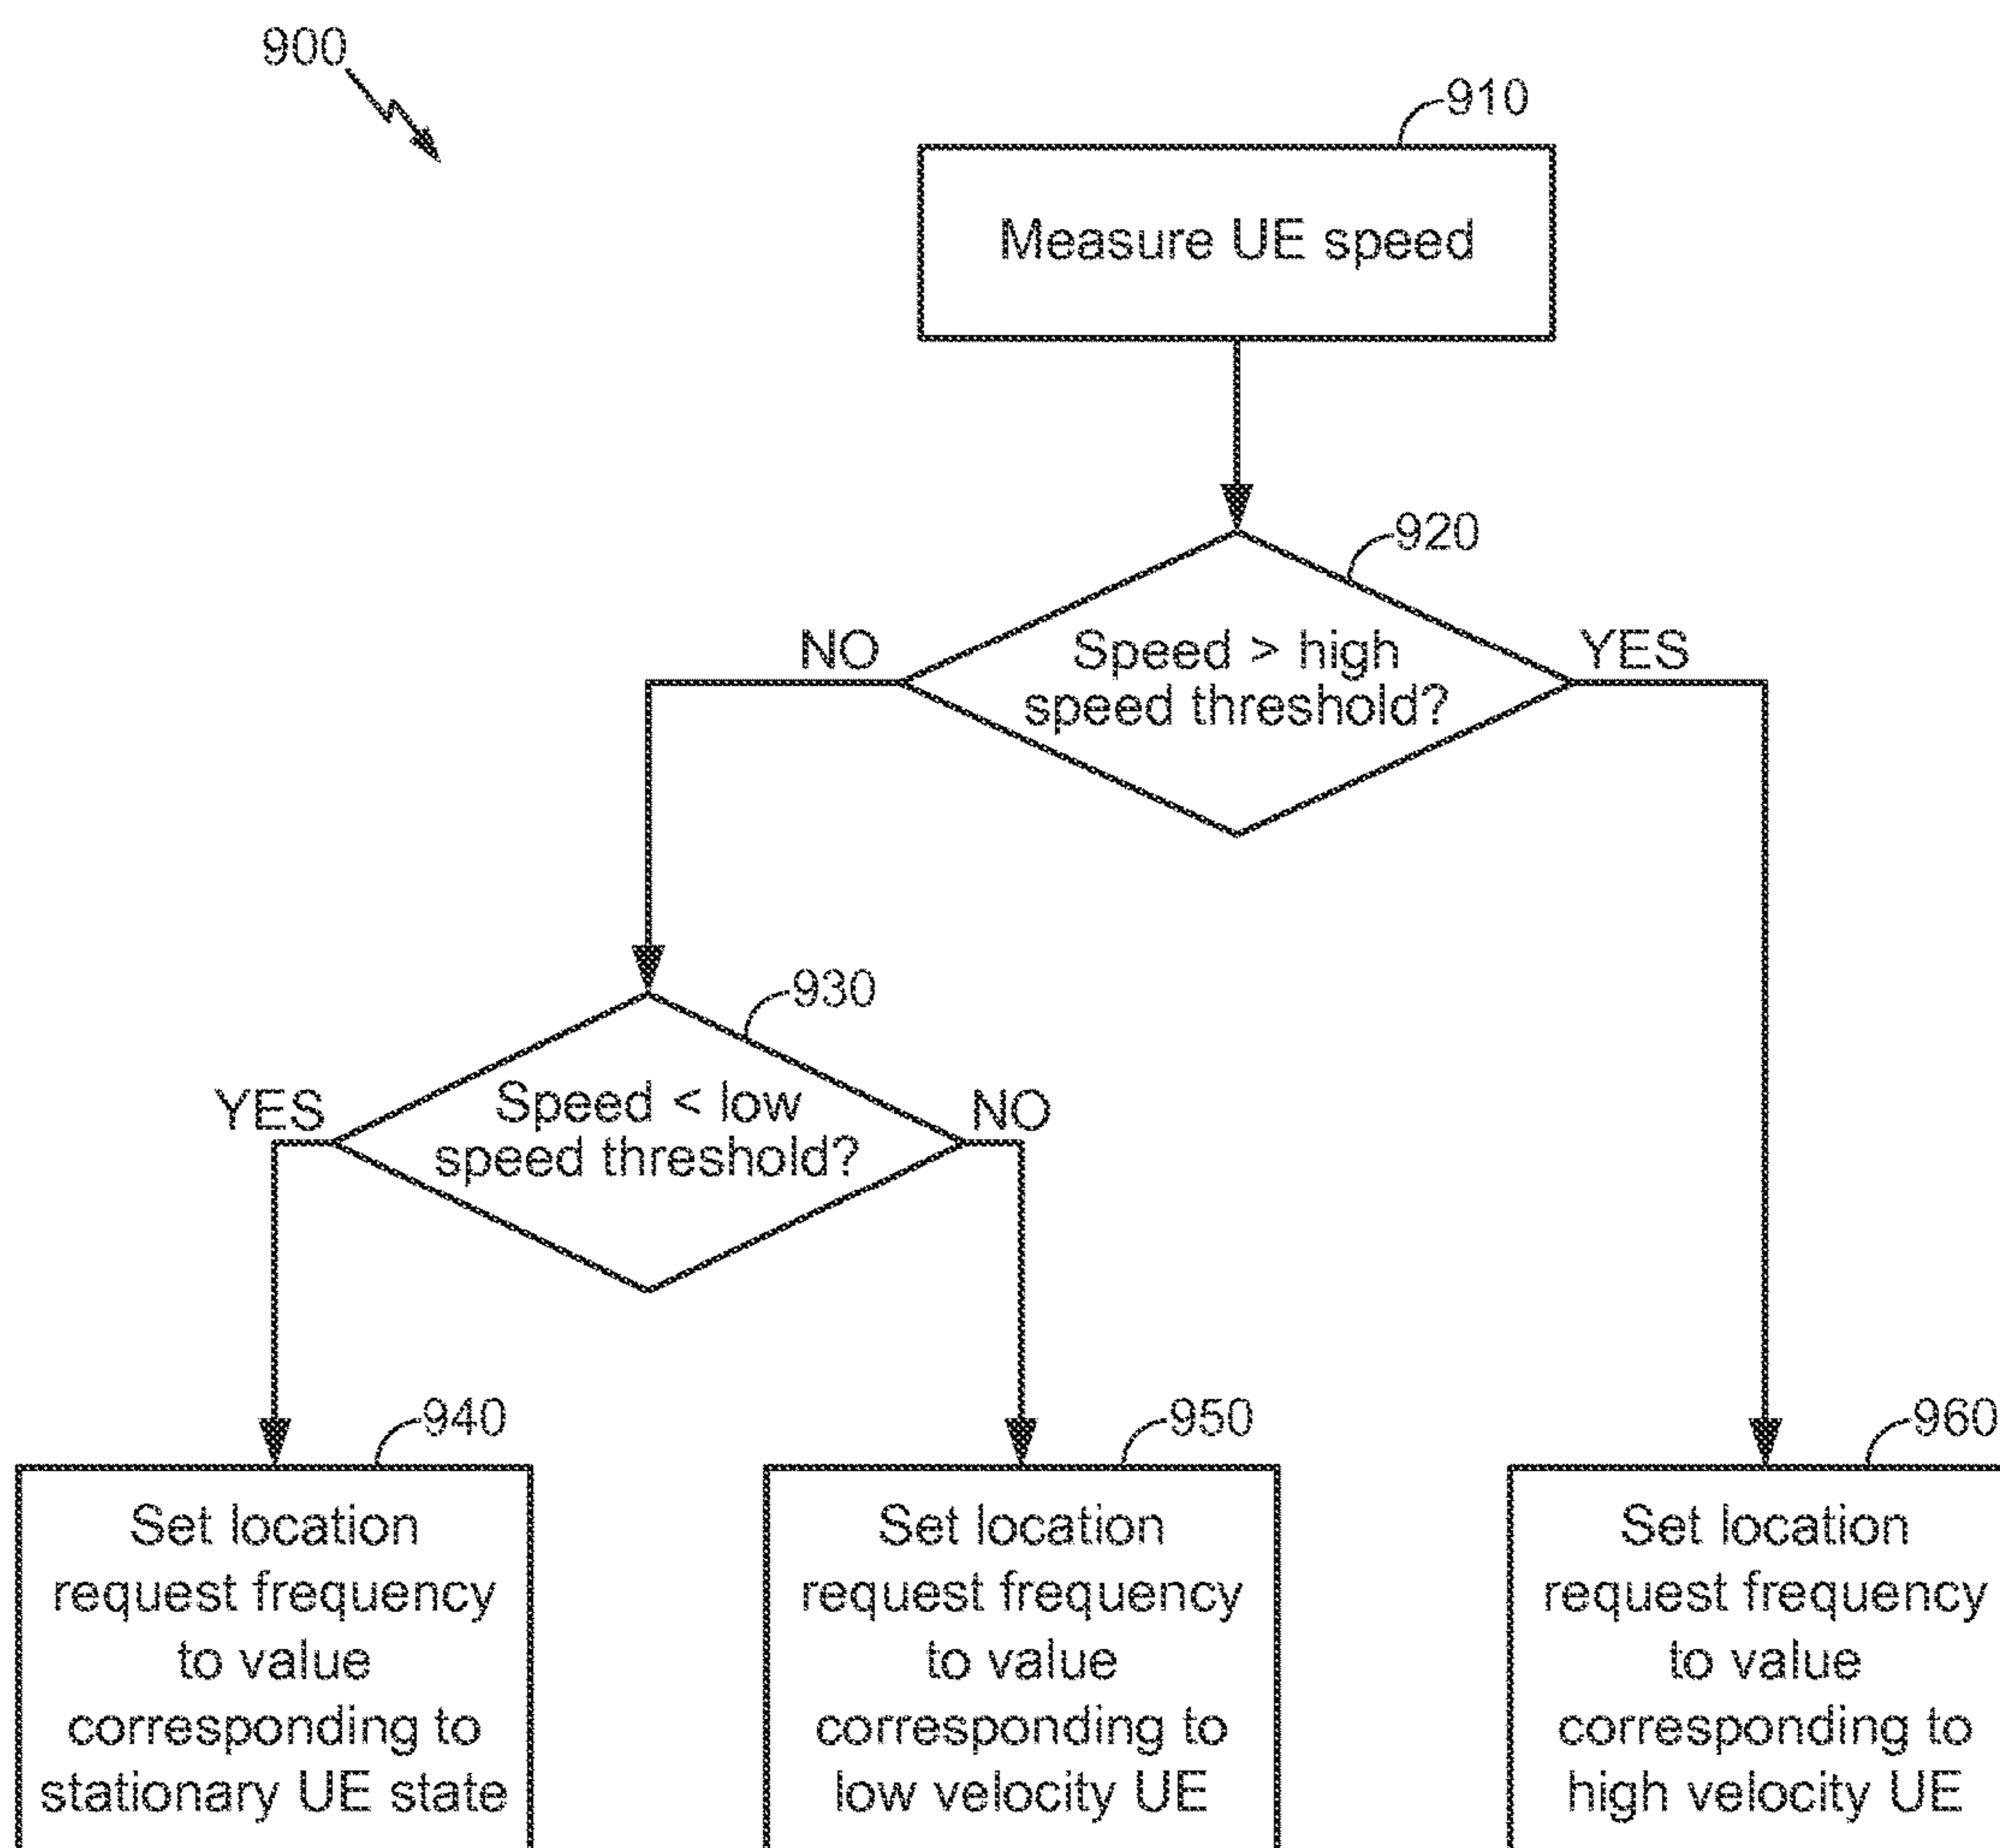 900
910
Measure UE speed
920
NO
Speed > high
speed threshold?
YES
930
YES
Speed < low
speed threshold?
NO
940
Set location
request frequency
to value
corresponding to
stationary UE state
950
Set location
request frequency
to value
corresponding to
low velocity UE
960
Set location
request frequency
to value
corresponding to
high velocity UE